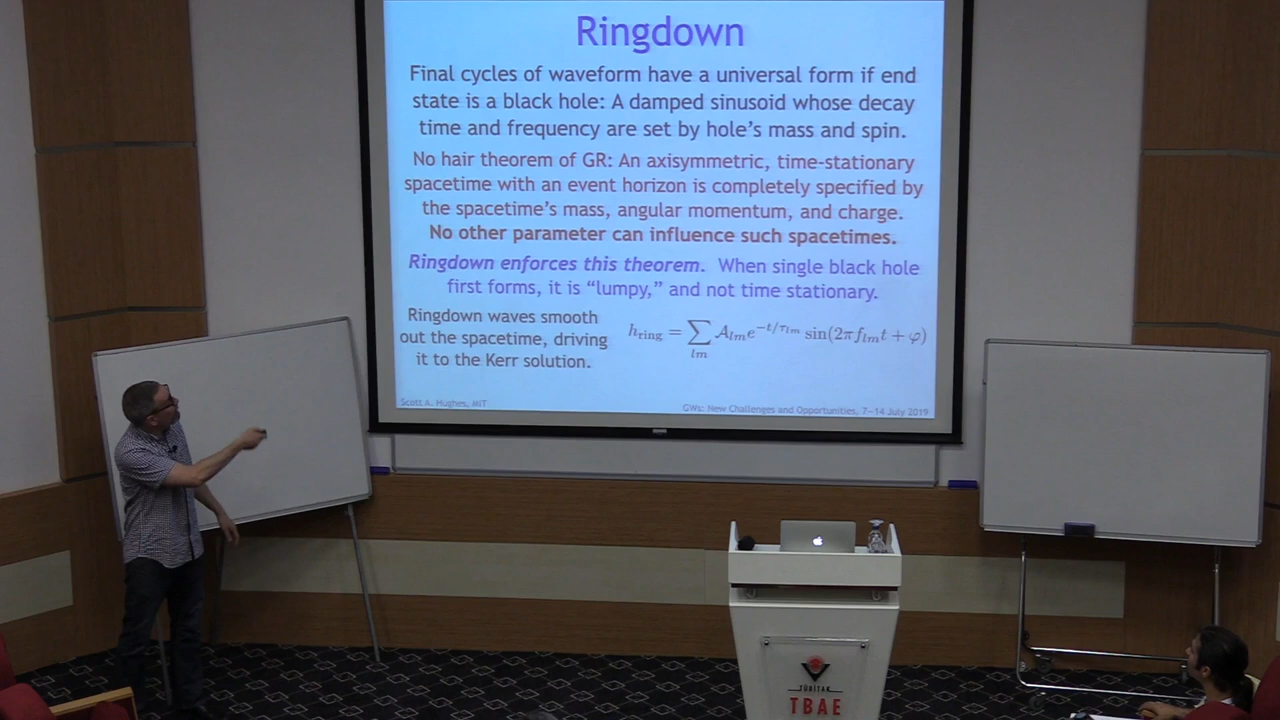 Ringdown
Final cycles of waveform have a universal form if end
state is a black hole: A damped sinusoid whose decay
time and frequency are set by hole's mass and spin.
No hair theorem of GR: An axisymmetric, time-stationary
spacetime with an event horizon is completely specified by
the spacetime's mass, angular momentum, and charge.
No other parameter can influence such spacetimes.
Ringdown enforces this theorem. When single black hole
first forms, it is “lumpy,” and not time stationary.
Ringdown waves smooth
out the spacetime, driving
it to the Kerr solution.
h_ring = ∑_lm 𝒜_lm e^{−t/τ_lm} sin(2πf_lm t + φ)
Scott A. Hughes, MIT
GWs: New Challenges and Opportunities, 7–14 July 2019
TÜBİTAK
TBAE